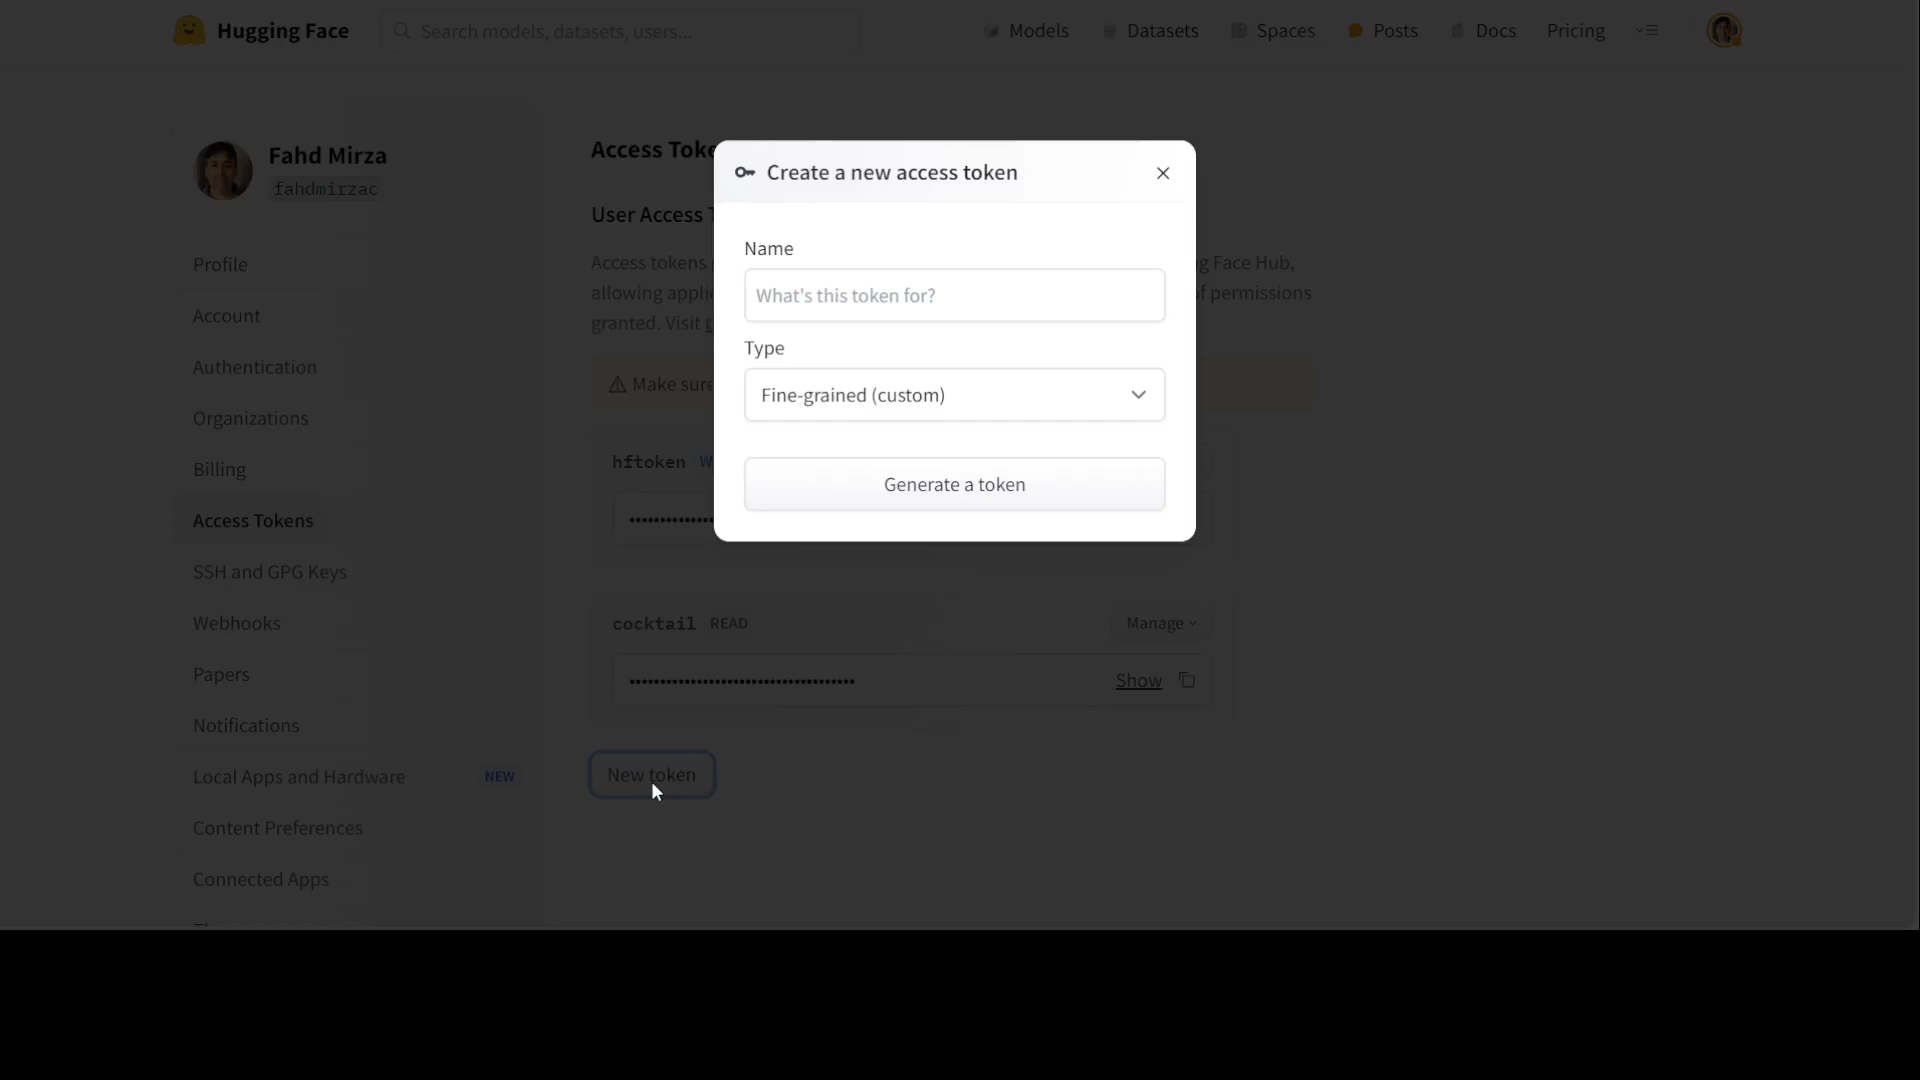 Hugging Face
Search models, datasets, users...
Models
Datasets
Spaces
Posts
Docs
Pricing
Fahd Mirza
fahdmirzac
Profile
Account
Authentication
Organizations
Billing
Access Tokens
SSH and GPG Keys
Webhooks
Papers
Notifications
Local Apps and Hardware NEW
Content Preferences
Connected Apps
Access
User Access
Access tokens
g Face Hub,
allowing
of permissions
granted. Visit
Make sure
hftoken
cocktail READ
Manage
Show
New token
Create a new access token
Name
What's this token for?
Type
Fine-grained (custom)
Generate a token